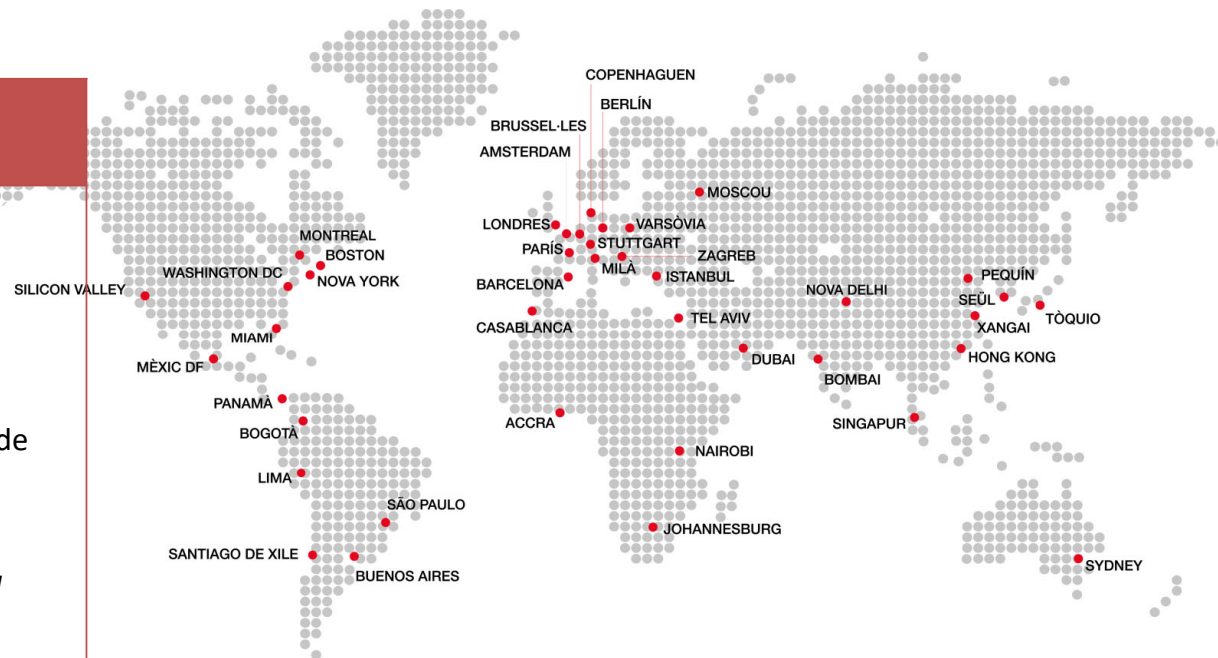 COPENHAGUEN
BERLÍN
BRUSSEL·LES
AMSTERDAM
MOSCOU
LONDRES
VARSÒVIA
MONTREAL
STUTTGART
PARÍS
BOSTON
ZAGREB
WASHINGTON DC
MILÀ
NOVA YORK
ISTANBUL
PEQUÍN
SILICON VALLEY
BARCELONA
NOVA DELHI
SEÜL
TEL AVIV
TÒQUIO
CASABLANCA
XANGAI
MIAMI
DUBAI
HONG KONG
MÈXIC DF
BOMBAI
PANAMÀ
ACCRA
SINGAPUR
BOGOTÀ
de
NAIROBI
LIMA
SÃO PAULO
JOHANNESBURG
SANTIAGO DE XILE
SYDNEY
BUENOS AIRES